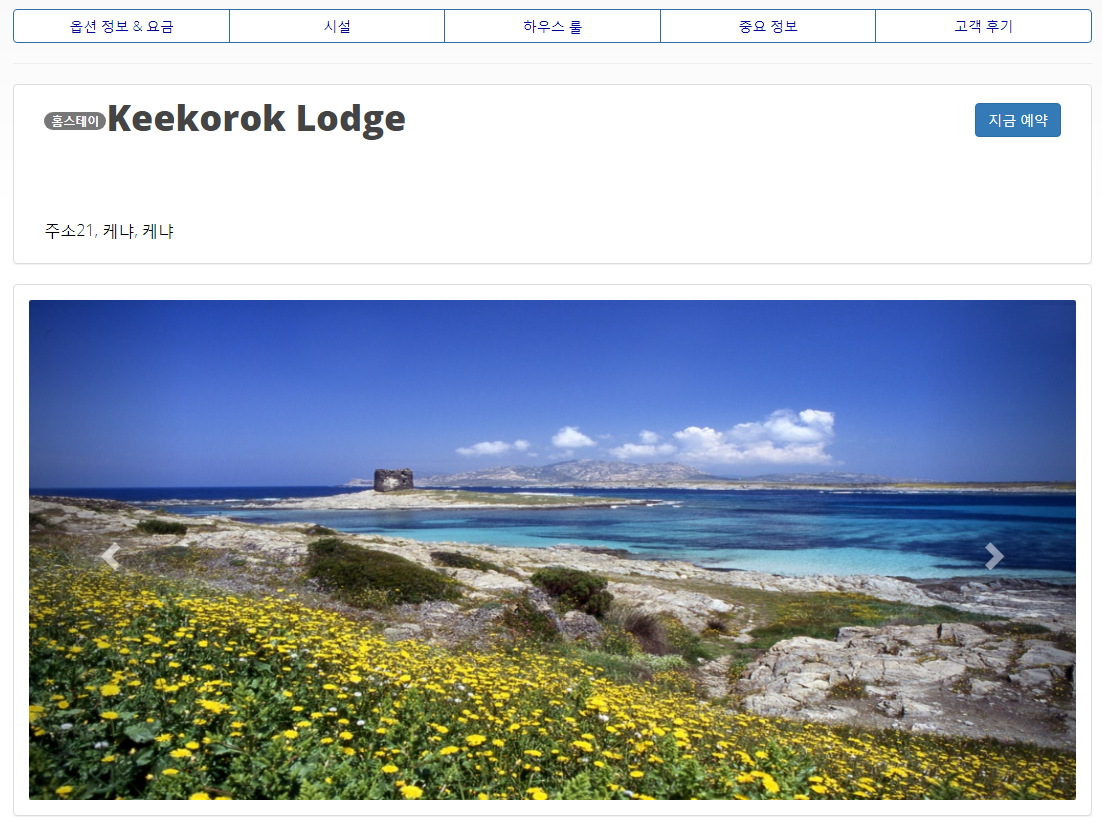 옵션 정보 & 요금
시설
하우스 룰
중요 정보
고객 후기
홈스테이 Keekorok Lodge
지금 예약
주소21, 케냐, 케냐